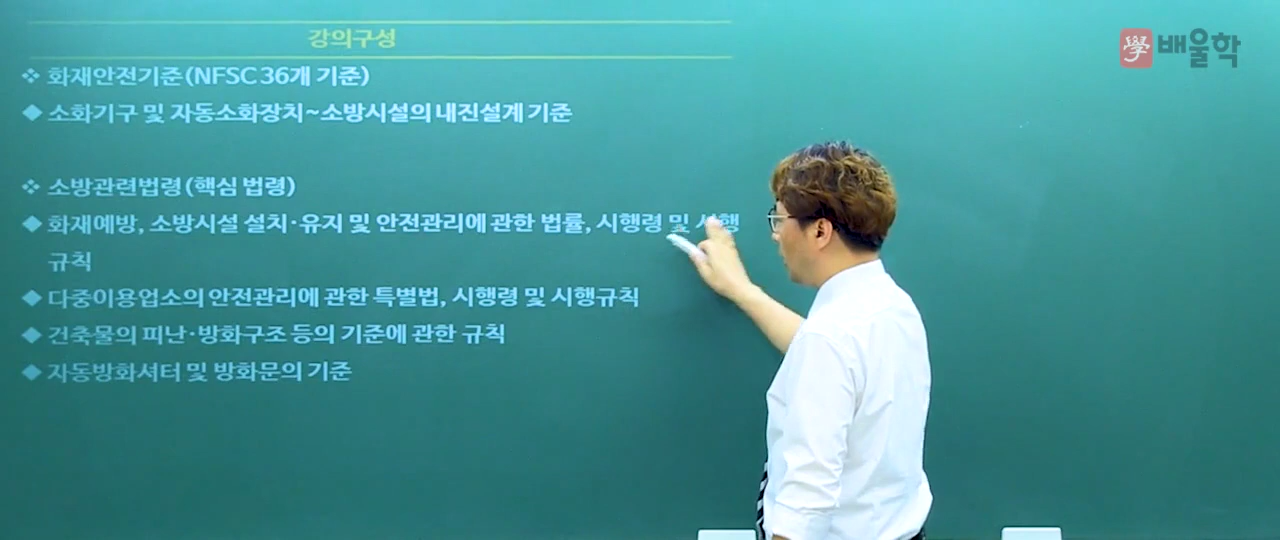 강의구성
學 배울학
❖ 화재안전기준(NFSC 36개 기준)
◆ 소화기구 및 자동소화장치~소방시설의 내진설계 기준
❖ 소방관련법령(핵심 법령)
◆ 화재예방, 소방시설 설치·유지 및 안전관리에 관한 법률, 시행령 및 시행
규칙
◆ 다중이용업소의 안전관리에 관한 특별법, 시행령 및 시행규칙
◆ 건축물의 피난·방화구조 등의 기준에 관한 규칙
◆ 자동방화셔터 및 방화문의 기준